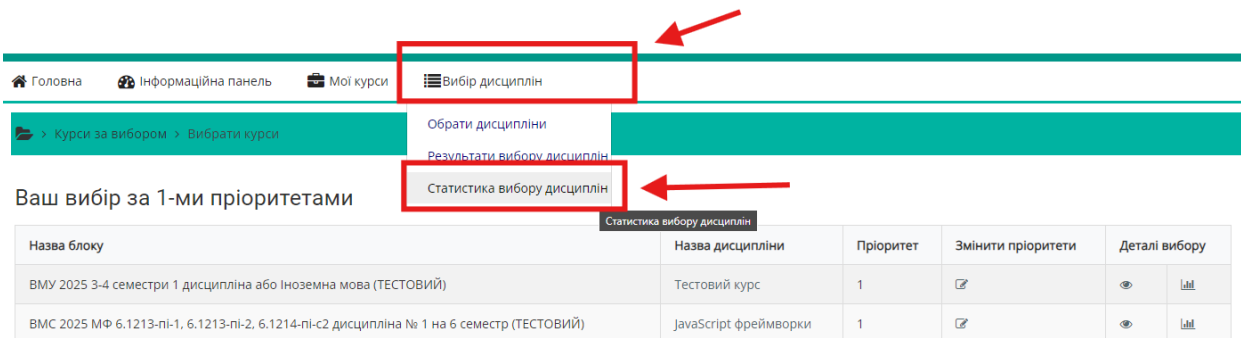 Головна Інформаційна панель Мої курси Вибір дисциплін
Обрати дисципліни
> Курси за вибором > Вибрати курси
Результати вибору дисциплін
Статистика вибору дисциплін
Ваш вибір за 1-ми пріоритетами
Статистика вибору дисциплін
Назва блоку Назва дисципліни Пріоритет Змінити пріоритети Деталі вибору
ВМУ 2025 3-4 семестри 1 дисципліна або Іноземна мова (ТЕСТОВИЙ) Тестовий курс 1
ВМС 2025 МФ 6.1213-пі-1, 6.1213-пі-2, 6.1214-пі-с2 дисципліна № 1 на 6 семестр (ТЕСТОВИЙ) JavaScript фреймворки 1